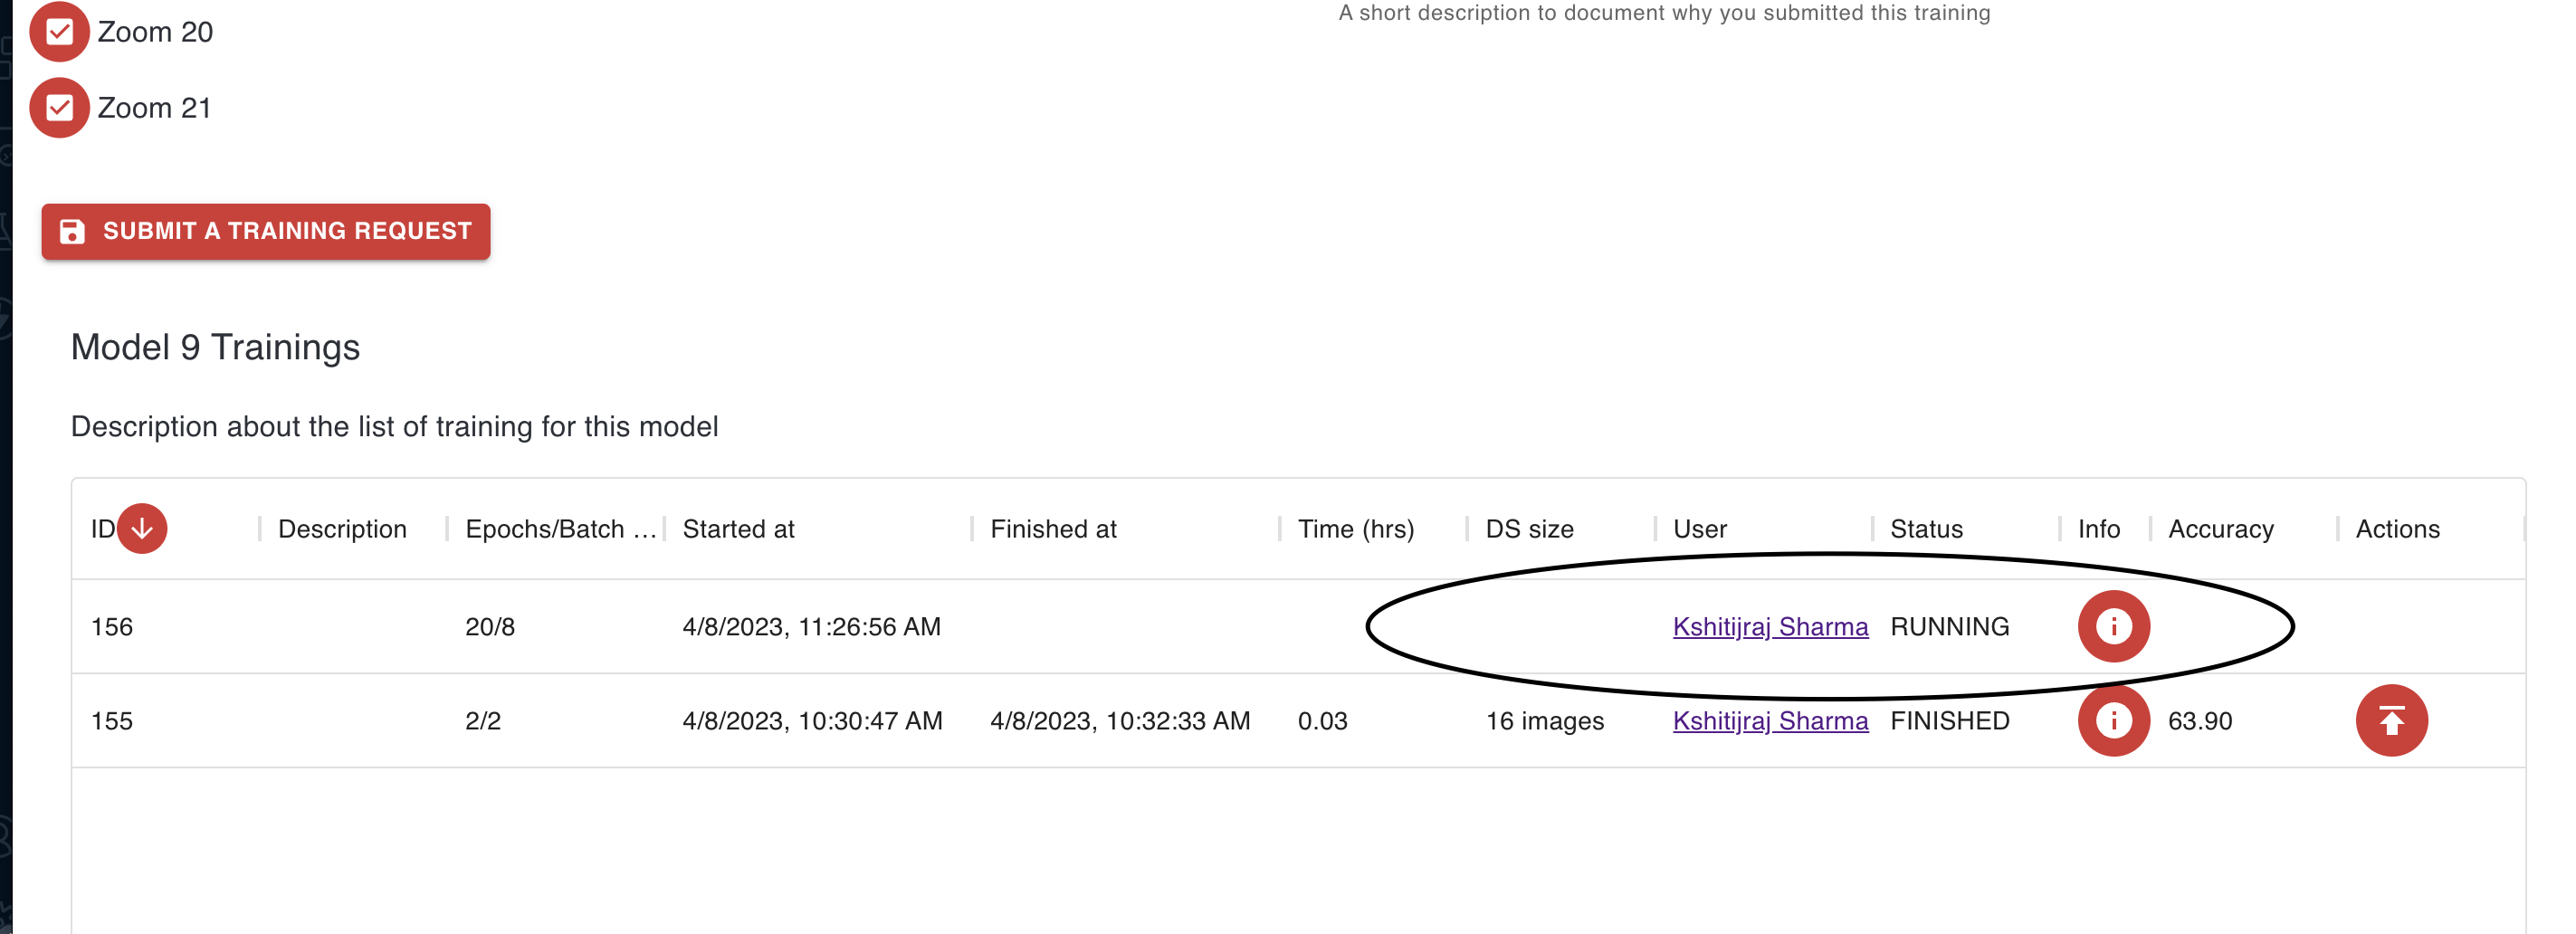 A short description to document why you submitted this training
Zoom 20
Zoom 21
SUBMIT A TRAINING REQUEST
Model 9 Trainings
Description about the list of training for this model
ID Description Epochs/Batch ... Started at Finished at Time (hrs) DS size User Status Info Accuracy Actions
156 20/8 4/8/2023, 11:26:56 AM Kshitijraj Sharma RUNNING
155 2/2 4/8/2023, 10:30:47 AM 4/8/2023, 10:32:33 AM 0.03 16 images Kshitijraj Sharma FINISHED 63.90